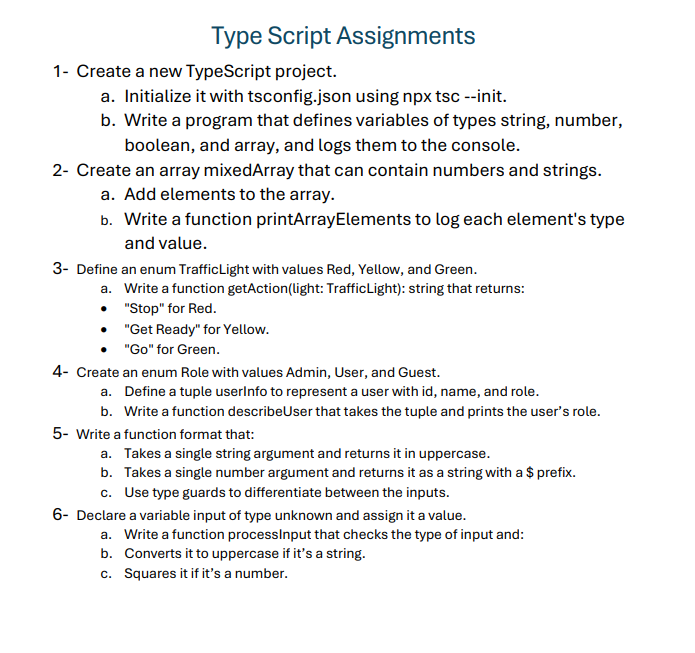 Type Script Assignments
1- Create a new TypeScript project.
a. Initialize it with tsconfig.json using npx tsc --init.
b. Write a program that defines variables of types string, number,
boolean, and array, and logs them to the console.
2- Create an array mixedArray that can contain numbers and strings.
a. Add elements to the array.
b. Write a function printArrayElements to log each element's type
and value.
3- Define an enum TrafficLight with values Red, Yellow, and Green.
a. Write a function getAction(light: TrafficLight): string that returns:
• "Stop" for Red.
• "Get Ready" for Yellow.
• "Go" for Green.
4- Create an enum Role with values Admin, User, and Guest.
a. Define a tuple userInfo to represent a user with id, name, and role.
b. Write a function describeUser that takes the tuple and prints the user’s role.
5- Write a function format that:
a. Takes a single string argument and returns it in uppercase.
b. Takes a single number argument and returns it as a string with a $ prefix.
c. Use type guards to differentiate between the inputs.
6- Declare a variable input of type unknown and assign it a value.
a. Write a function processInput that checks the type of input and:
b. Converts it to uppercase if it’s a string.
c. Squares it if it’s a number.